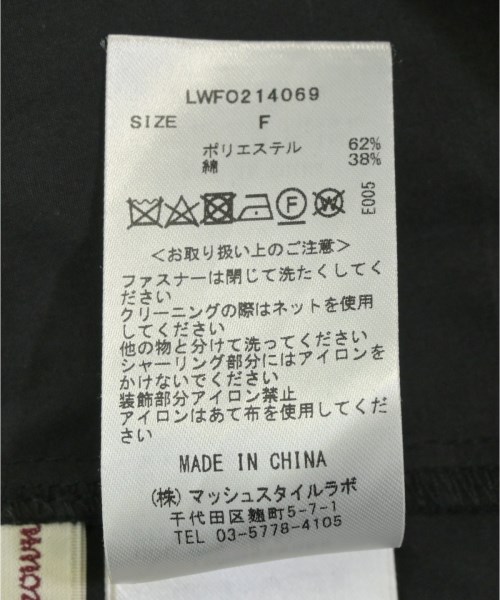 LWFO214069
SIZE F
ポリエステル 62%
綿 38%
F W
E005
<お取り扱い上のご注意>
ファスナーは閉じて洗たくしてく
ださい
クリーニングの際はネットを使用
してください
他の物と分けて洗ってください
シャーリング部分にはアイロンを
かけないでください
装飾部分アイロン禁止
アイロンはあて布を使用してくだ
さい
MADE IN CHINA
(株) マッシュスタイルラボ
千代田区麹町5-7-1
TEL 03-5778-4105